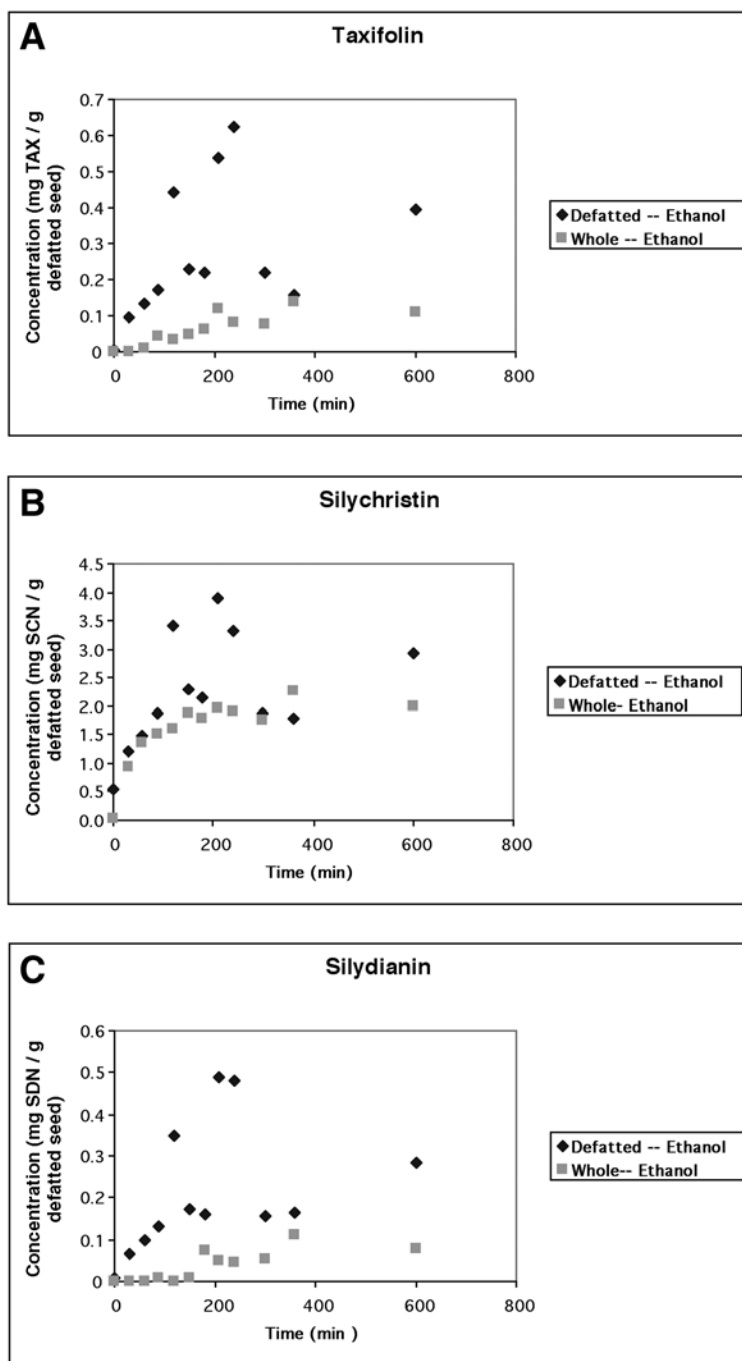 A
Taxifolin
Concentration (mg TAX / g
defatted seed)
0.7
0.6
0.5
0.4
0.3
0.2
0.1
0
0 200 400 600 800
Time (min)
Defatted -- Ethanol
Whole -- Ethanol
B
Silychristin
Concentration (mg SCN / g
defatted seed)
4.5
4.0
3.5
3.0
2.5
2.0
1.5
1.0
0.5
0.0
0 200 400 600 800
Time (min)
Defatted -- Ethanol
Whole- Ethanol
C
Silydianin
Concentration (mg SDN / g
defatted seed)
0.6
0.5
0.4
0.3
0.2
0.1
0
0 200 400 600 800
Time (min )
Defatted -- Ethanol
Whole-- Ethanol